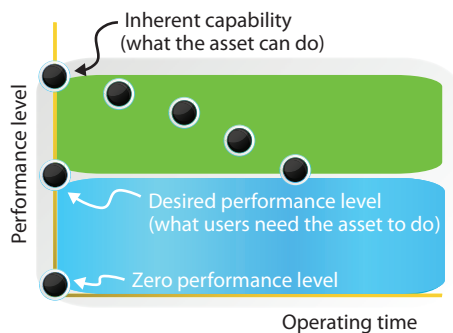 Inherent capability
(what the asset can do)
Performance level
Desired performance level
(what users need the asset to do)
Zero performance level
Operating time